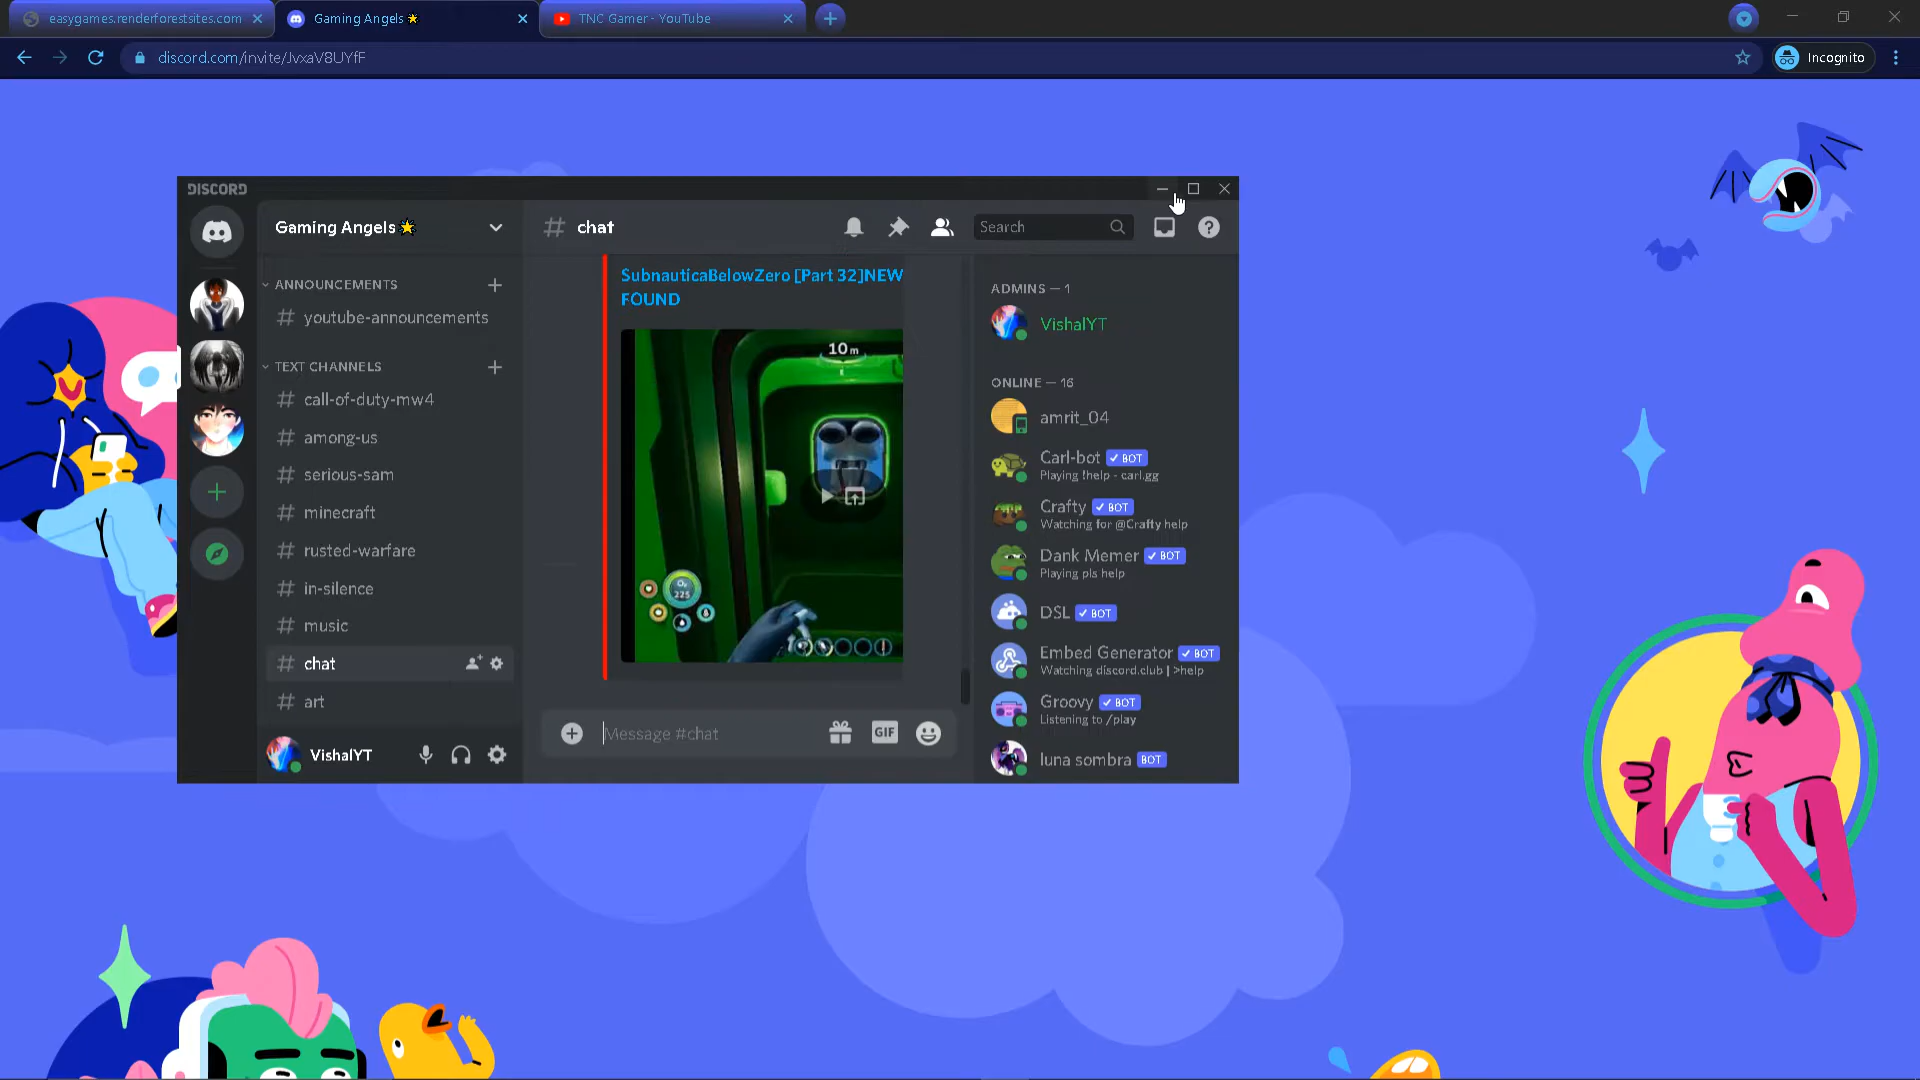 easygames.renderforestsites.com
Gaming Angels
TNC Gamer - YouTube
discord.com/invite/JvxaV8UYfF
Incognito
DISCORD
Gaming Angels
chat
Search
ANNOUNCEMENTS
youtube-announcements
TEXT CHANNELS
# call-of-duty-mw4
# among-us
# serious-sam
# minecraft
# rusted-warfare
# in-silence
# music
# chat
# art
VishalYT
SubnauticaBelowZero [Part 32]NEW
FOUND
10 m
O₂
225
Message #chat
GIF
ADMINS — 1
VishalYT
ONLINE — 16
amrit_04
Carl-bot ✓ BOT
Playing !help - carl.gg
Crafty ✓ BOT
Watching for @Crafty help
Dank Memer ✓ BOT
Playing pls help
DSL ✓ BOT
Embed Generator ✓ BOT
Watching discord.club | >help
Groovy ✓ BOT
Listening to /play
luna sombra BOT